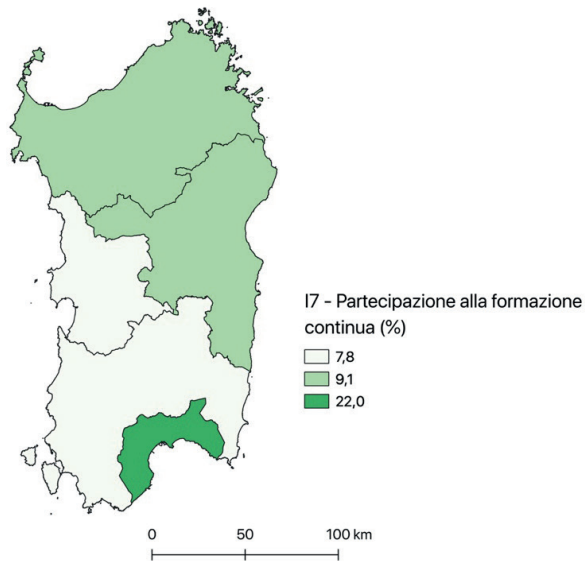 I7 - Partecipazione alla formazione
continua (%)
7,8
9,1
22,0
0 50 100 km